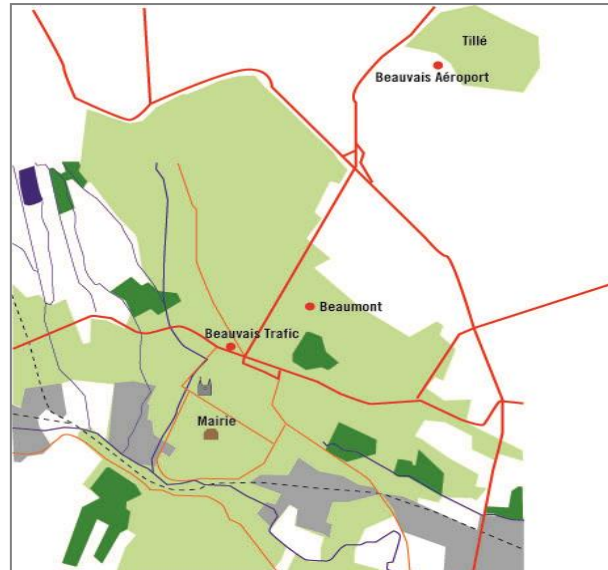 Tillé
Beauvais Aéroport
Beaumont
Beauvais Trafic
Mairie